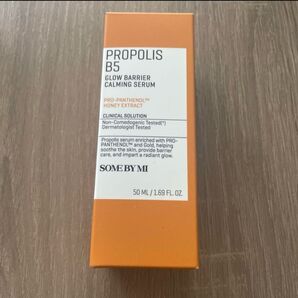 PROPOLIS
B5
GLOW BARRIER
CALMING SERUM
PRO-PANTHENOL™
HONEY EXTRACT
CLINICAL SOLUTION
Non-Comedogenic Tested(*)
Dermatologist Tested
Propolis serum enriched with PRO-
PANTHENOL™ and Gold, helping
soothe the skin, provide barrier
care, and impart a radiant glow.
SOME BY MI
50 ML / 1.69 FL. OZ.